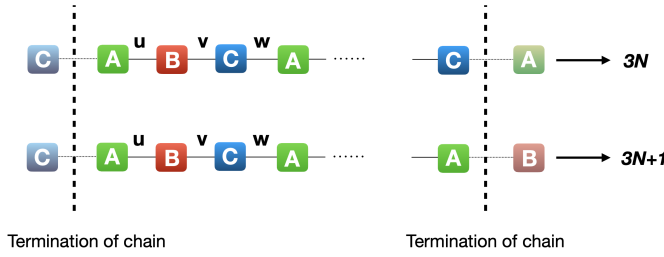 u v w
C A B C A ...... C A 3N
u v w
C A B C A ...... A B 3N+1
Termination of chain Termination of chain